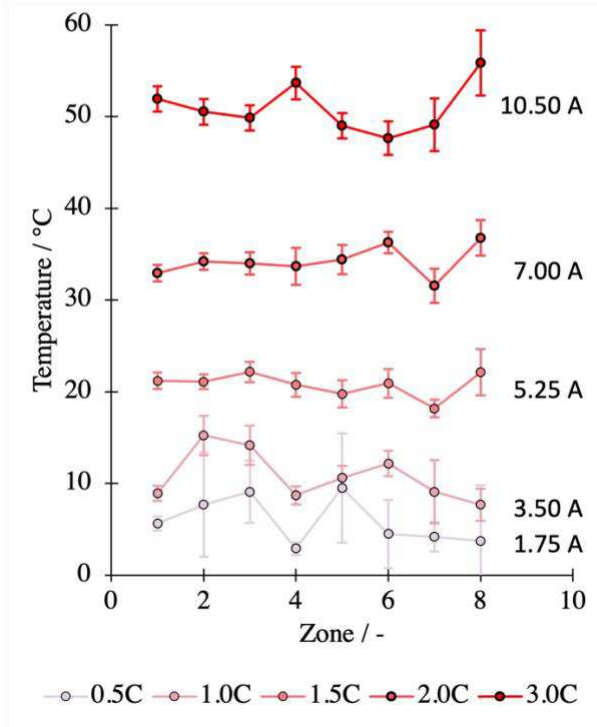 60
50
40
30
20
10
0
Temperature / °C
10.50 A
7.00 A
5.25 A
3.50 A
1.75 A
0 2 4 6 8 10
Zone / -
0.5C 1.0C 1.5C 2.0C 3.0C